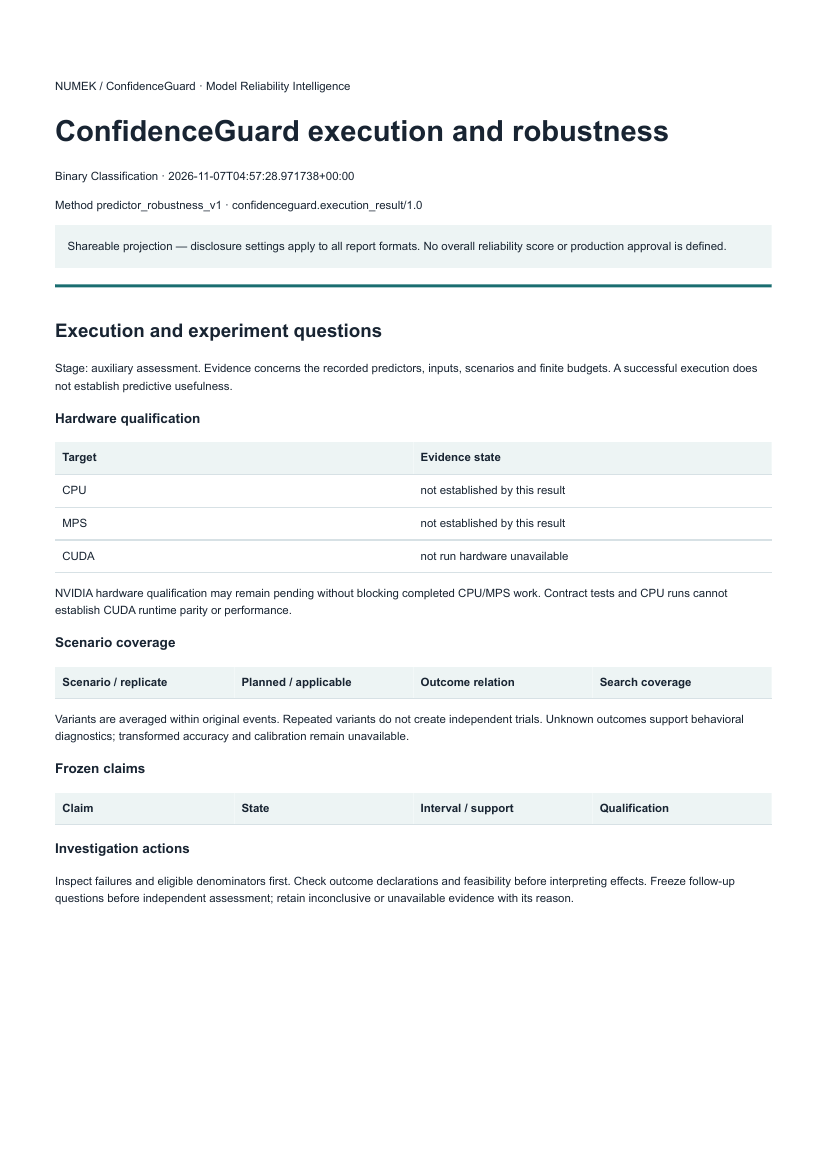 NUMEK / ConfidenceGuard · Model Reliability Intelligence
ConfidenceGuard execution and robustness
Binary Classification · 2026-11-07T04:57:28.971738+00:00
Method predictor_robustness_v1 · confidenceguard.execution_result/1.0
Shareable projection — disclosure settings apply to all report formats. No overall reliability score or production approval is defined.
Execution and experiment questions
Stage: auxiliary assessment. Evidence concerns the recorded predictors, inputs, scenarios and finite budgets. A successful execution does
not establish predictive usefulness.
Hardware qualification
Target Evidence state
CPU not established by this result
MPS not established by this result
CUDA not run hardware unavailable
NVIDIA hardware qualification may remain pending without blocking completed CPU/MPS work. Contract tests and CPU runs cannot
establish CUDA runtime parity or performance.
Scenario coverage
Scenario / replicate Planned / applicable Outcome relation Search coverage
Variants are averaged within original events. Repeated variants do not create independent trials. Unknown outcomes support behavioral
diagnostics; transformed accuracy and calibration remain unavailable.
Frozen claims
Claim State Interval / support Qualification
Investigation actions
Inspect failures and eligible denominators first. Check outcome declarations and feasibility before interpreting effects. Freeze follow-up
questions before independent assessment; retain inconclusive or unavailable evidence with its reason.